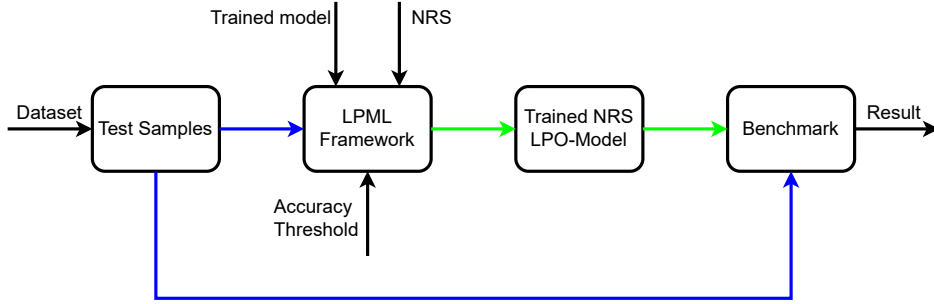 Trained model
NRS
Dataset
Test Samples
LPML
Framework
Trained NRS
LPO-Model
Benchmark
Result
Accuracy
Threshold